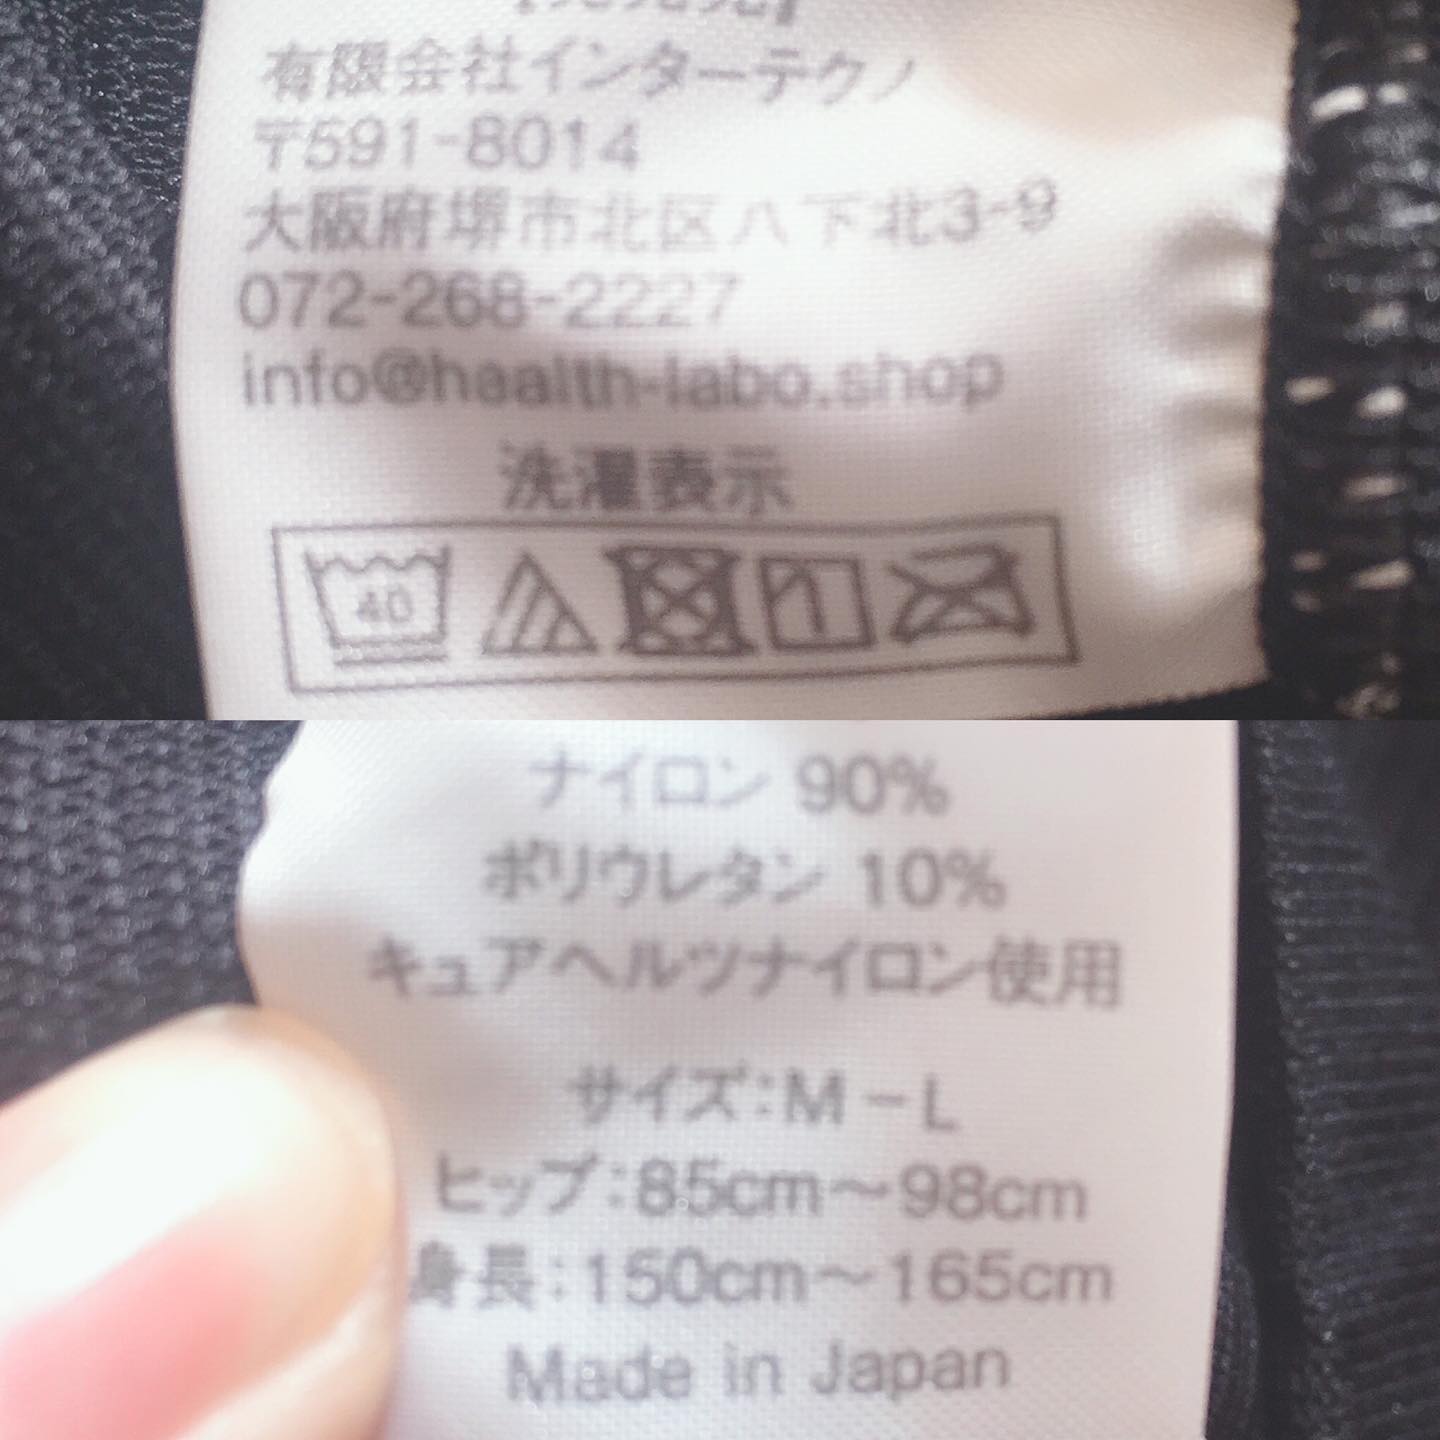 有限会社インターテクノ
〒591-8014
大阪府堺市北区八下北3-9
072-268-2227
info@health-labo.shop
洗濯表示
40
1
ナイロン 90%
ポリウレタン 10%
キュアヘルツナイロン使用
サイズ:M-L
ヒップ:85cm～98cm
身長:150cm～165cm
Made in Japan